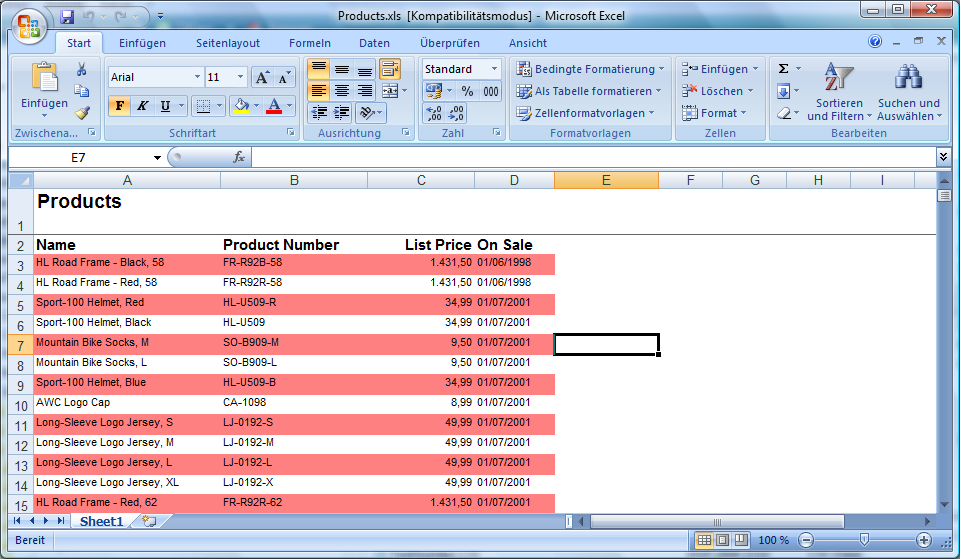 Products.xls [Kompatibilitätsmodus] - Microsoft Excel
Start Einfügen Seitenlayout Formeln Daten Überprüfen Ansicht
Arial 11 Standard Bedingte Formatierung Einfügen Σ
Einfügen F K U A % 000 Als Tabelle formatieren Löschen Sortieren und Filtern Suchen und Auswählen
Zellenformatvorlagen Format
Zwischena... Schriftart Ausrichtung Zahl Formatvorlagen Zellen Bearbeiten
E7 fx
A B C D E F G H I
1 Products
2 Name Product Number List Price On Sale
3 HL Road Frame - Black, 58 FR-R92B-58 1.431,50 01/06/1998
4 HL Road Frame - Red, 58 FR-R92R-58 1.431,50 01/06/1998
5 Sport-100 Helmet, Red HL-U509-R 34,99 01/07/2001
6 Sport-100 Helmet, Black HL-U509 34,99 01/07/2001
7 Mountain Bike Socks, M SO-B909-M 9,50 01/07/2001
8 Mountain Bike Socks, L SO-B909-L 9,50 01/07/2001
9 Sport-100 Helmet, Blue HL-U509-B 34,99 01/07/2001
10 AWC Logo Cap CA-1098 8,99 01/07/2001
11 Long-Sleeve Logo Jersey, S LJ-0192-S 49,99 01/07/2001
12 Long-Sleeve Logo Jersey, M LJ-0192-M 49,99 01/07/2001
13 Long-Sleeve Logo Jersey, L LJ-0192-L 49,99 01/07/2001
14 Long-Sleeve Logo Jersey, XL LJ-0192-X 49,99 01/07/2001
15 HL Road Frame - Red, 62 FR-R92R-62 1.431,50 01/07/2001
Sheet1
Bereit 100 %